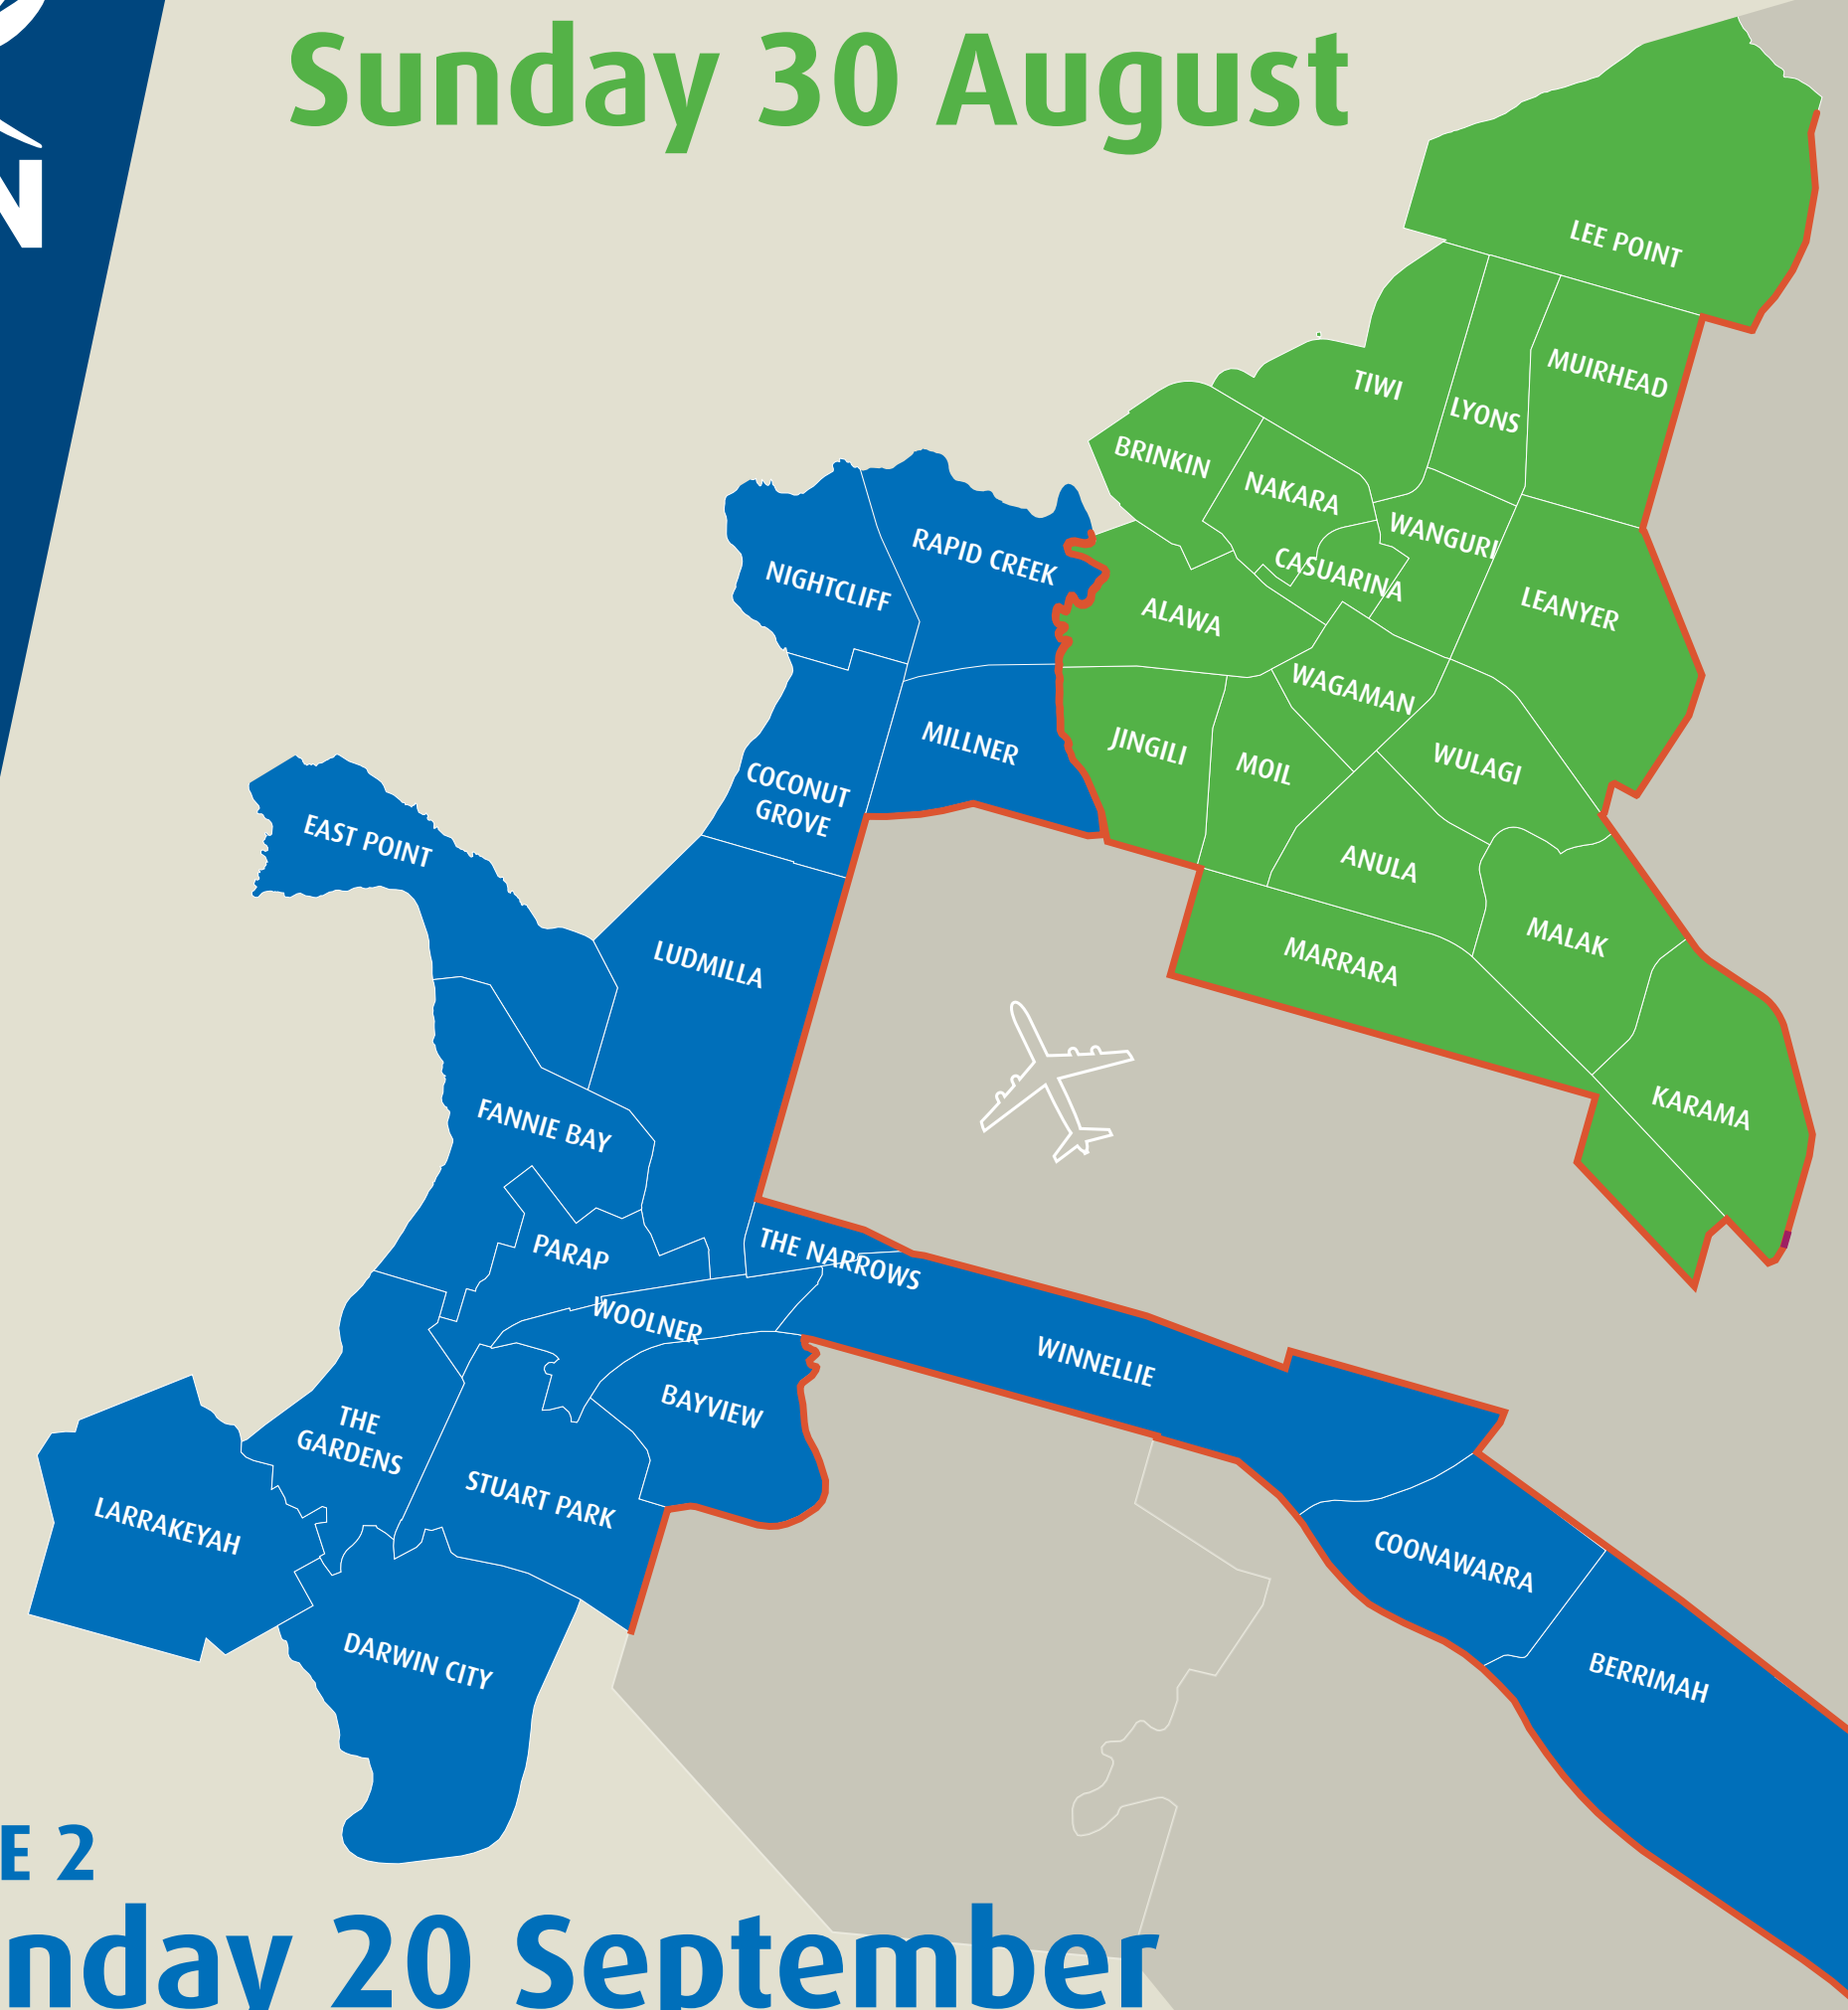 N
Sunday 30 August
LEE POINT
MUIRHEAD
TIWI
LYONS
BRINKIN
NAKARA
WANGURI
CASUARINA
LEANYER
RAPID CREEK
NIGHTCLIFF
ALAWA
WAGAMAN
JINGILI
MOIL
WULAGI
MILLNER
COCONUT
GROVE
ANULA
EAST POINT
MALAK
MARRARA
LUDMILLA
KARAMA
FANNIE BAY
PARAP
THE NARROWS
WOOLNER
WINNELLIE
BAYVIEW
THE
GARDENS
STUART PARK
LARRAKEYAH
COONAWARRA
DARWIN CITY
BERRIMAH
E 2
nday 20 September